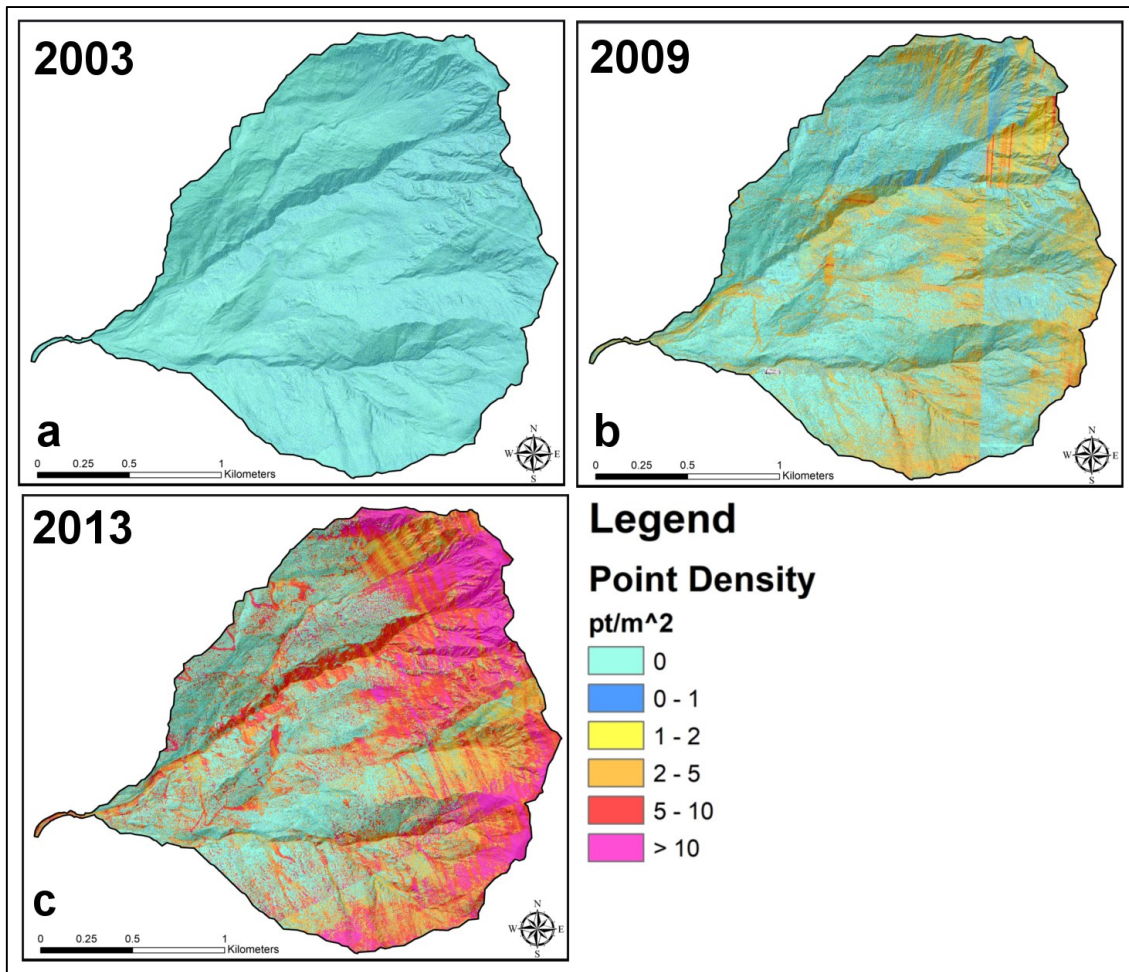 2003
a
0 0.25 0.5 1
Kilometers
N
W E
S
2009
b
0 0.25 0.5 1
Kilometers
N
W E
S
2013
c
0 0.25 0.5 1
Kilometers
N
W E
S
Legend
Point Density
pt/m^2
0
0 - 1
1 - 2
2 - 5
5 - 10
> 10